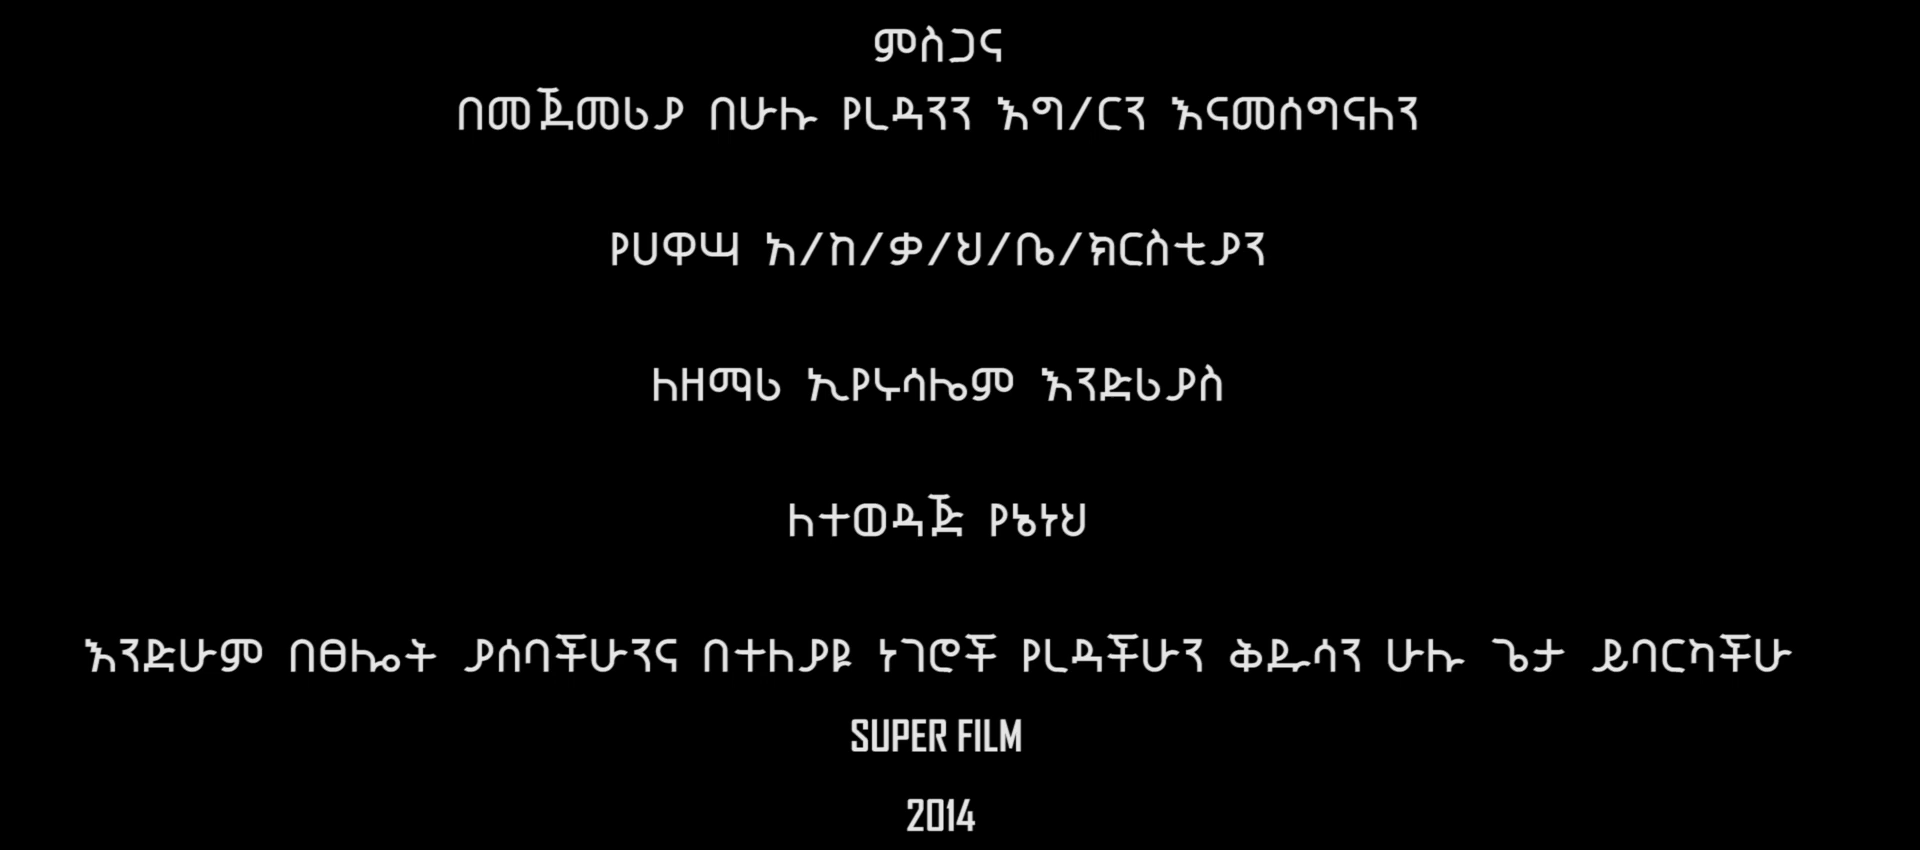 ምስጋና
በመጀመሪያ በሁሉ የረዳንን እግ/ርን እናመሰግናለን
የሀዋሣ አ/ከ/ቃ/ህ/ቤ/ክርስቲያን
ለዘማሪ ኢየሩሳሌም እንድሪያስ
ለተወዳጅ የኔነህ
እንድሁም በፀሎት ያሰባችሁንና በተለያዩ ነገሮች የረዳችሁን ቅዱሳን ሁሉ ጌታ ይባርካችሁ
SUPER FILM
2014